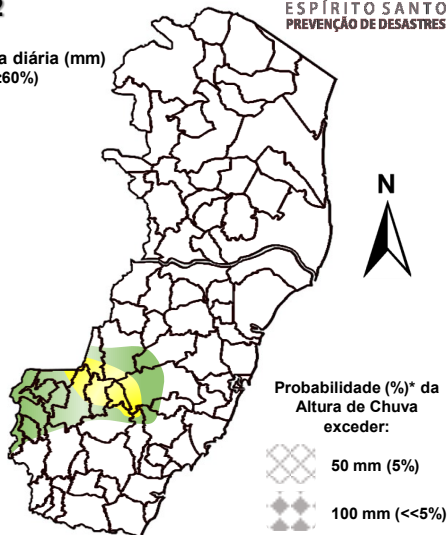 ESPÍRITO SANTO
PREVENÇÃO DE DESASTRES
a diária (mm)
≥60%)
N
Probabilidade (%)* da
Altura de Chuva
exceder:
50 mm (5%)
100 mm (<<5%)